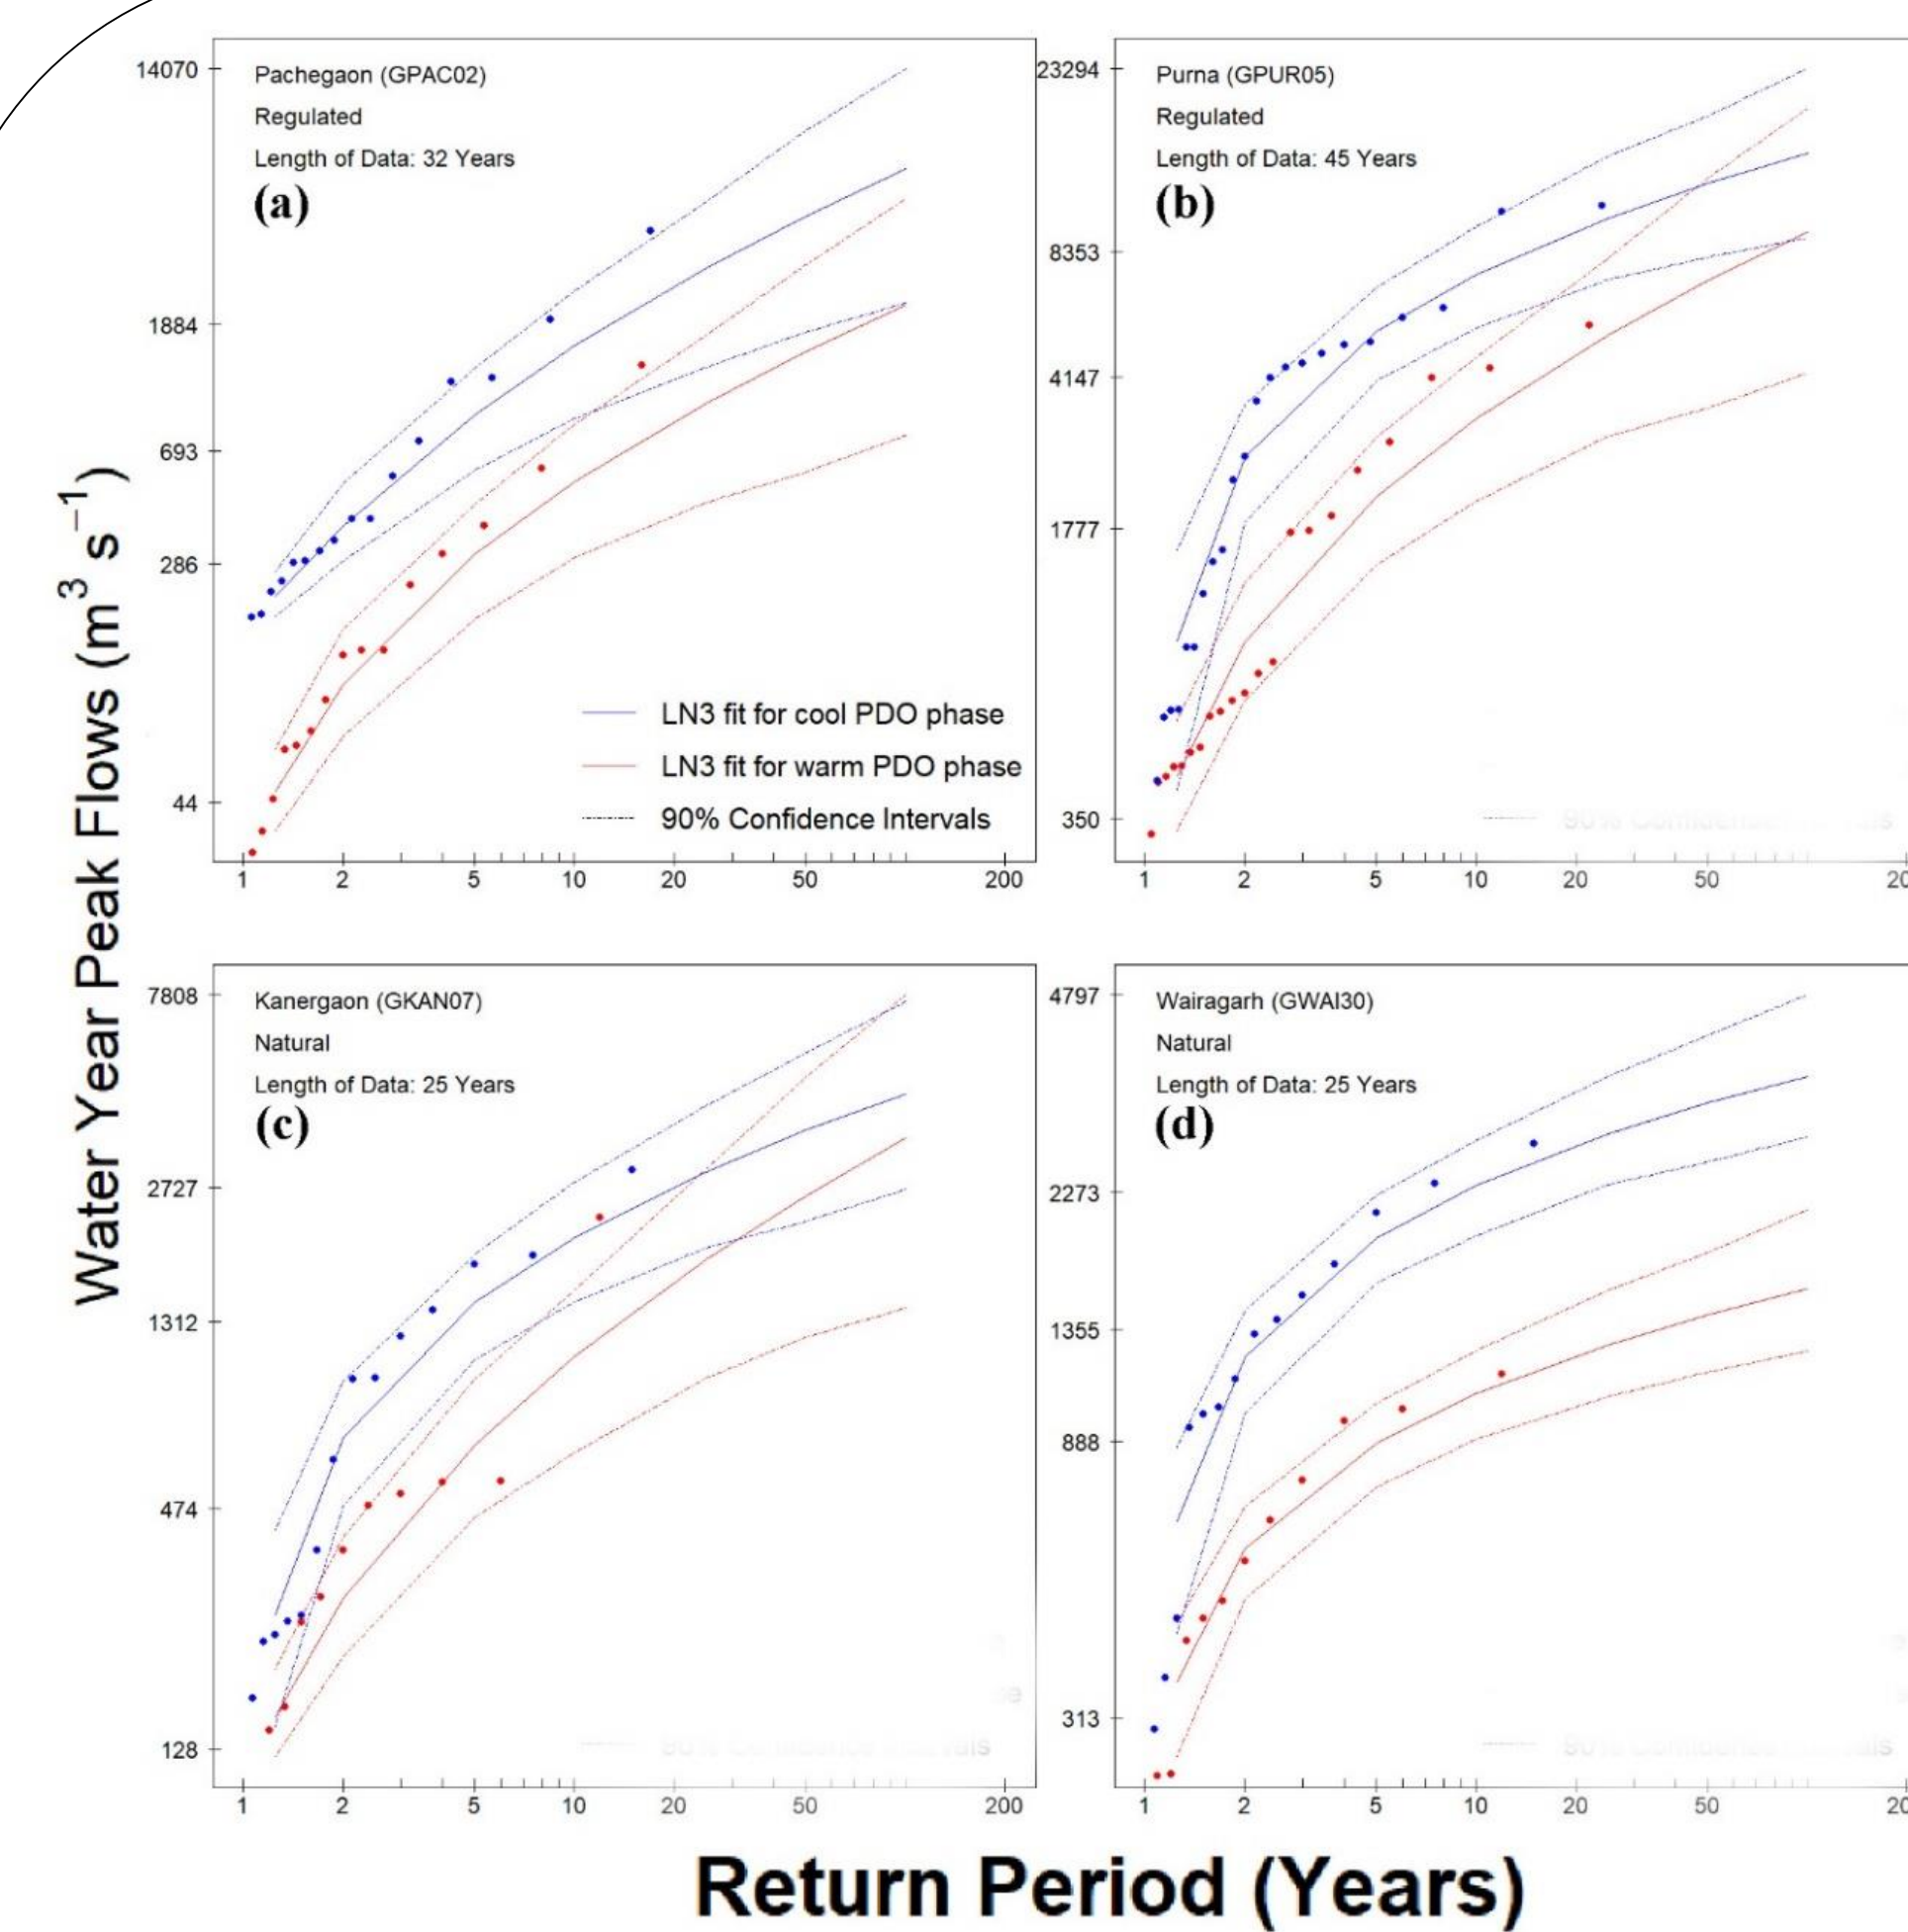 Water Year Peak Flows (m³ s⁻¹)
14070
1884
693
286
44
Pachegaon (GPAC02)
Regulated
Length of Data: 32 Years
(a)
LN3 fit for cool PDO phase
LN3 fit for warm PDO phase
90% Confidence Intervals
1 2 5 10 20 50 200
23294
8353
4147
1777
350
Purna (GPUR05)
Regulated
Length of Data: 45 Years
(b)
1 2 5 10 20 50
7808
2727
1312
474
128
Kanergaon (GKAN07)
Natural
Length of Data: 25 Years
(c)
1 2 5 10 20 50 200
4797
2273
1355
888
313
Wairagarh (GWAI30)
Natural
Length of Data: 25 Years
(d)
1 2 5 10 20 50
Return Period (Years)